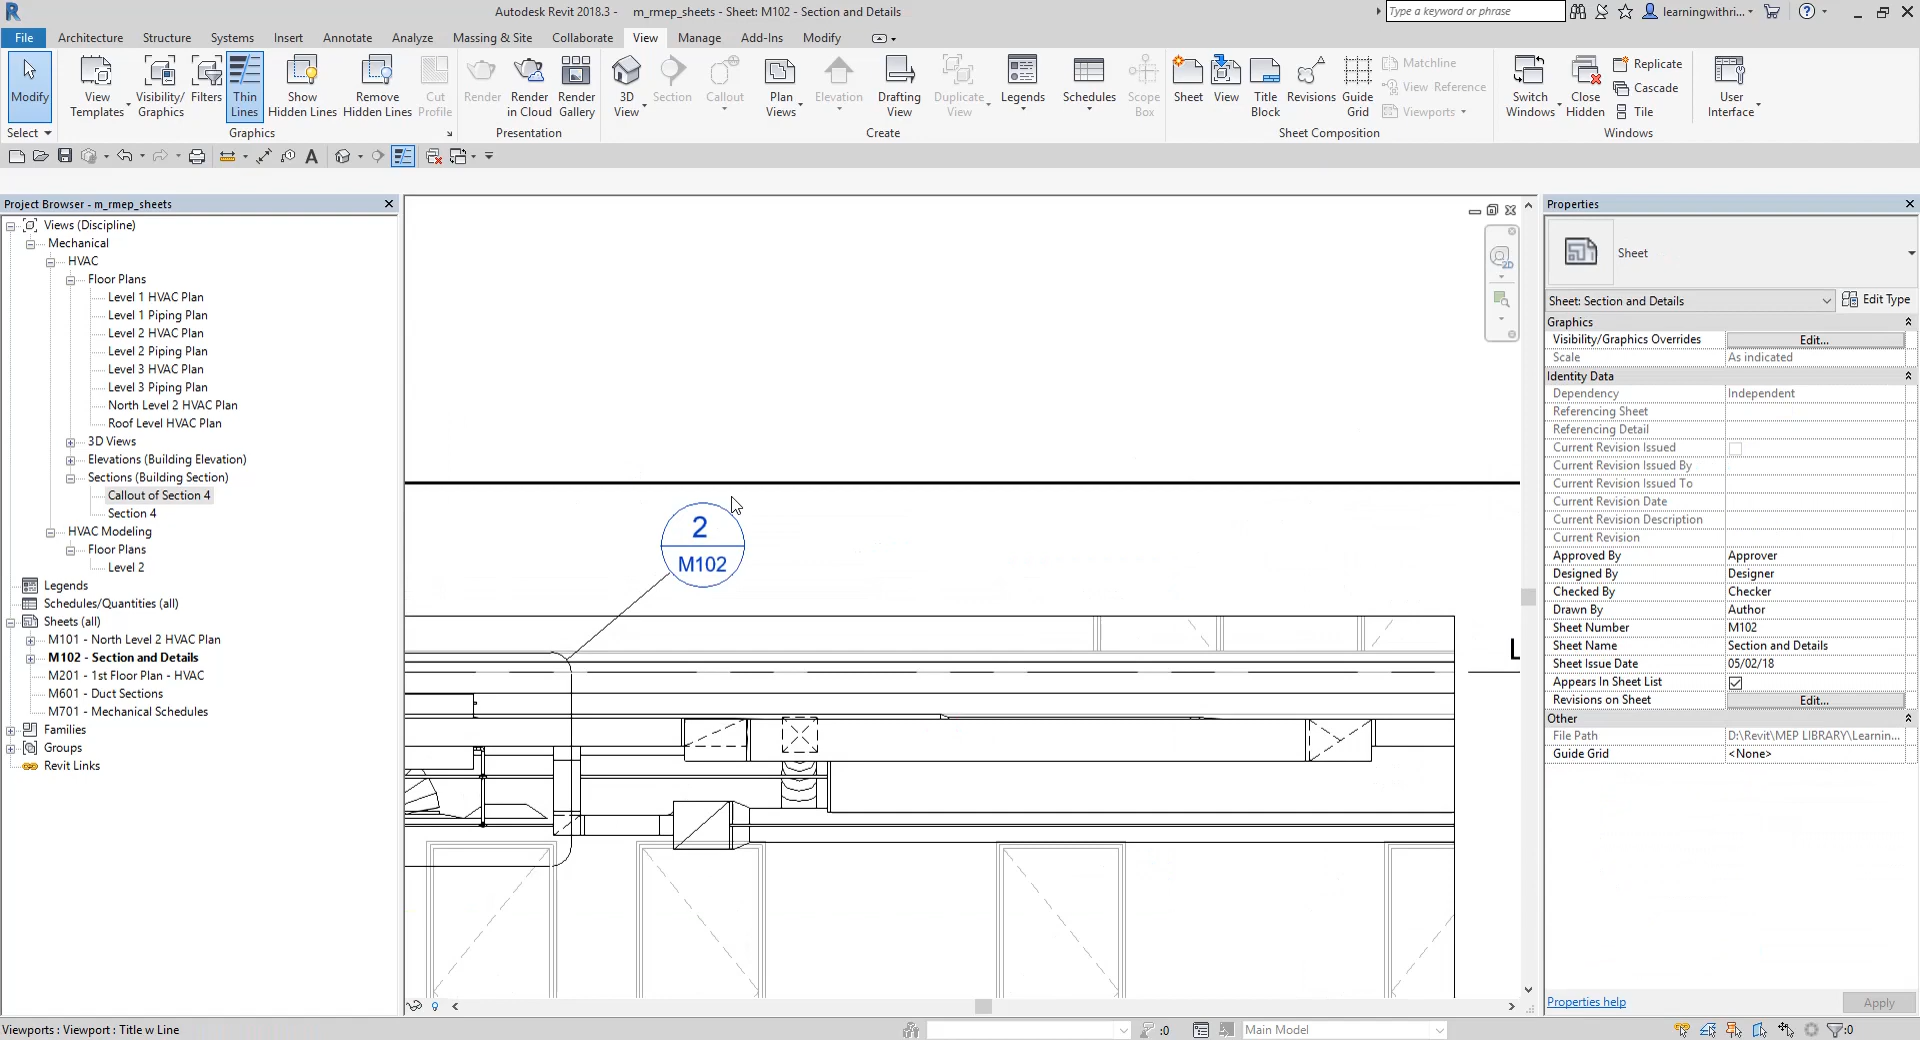 Autodesk Revit 2018.3 - m_rmep_sheets - Sheet: M102 - Section and Details
Type a keyword or phrase
learningwithri...
File Architecture Structure Systems Insert Annotate Analyze Massing & Site Collaborate View Manage Add-Ins Modify
Modify
View Templates
Visibility/ Graphics
Filters
Thin Lines
Show Hidden Lines
Remove Hidden Lines
Cut Profile
Render
Render in Cloud
Render Gallery
3D View
Section
Callout
Plan Views
Elevation
Drafting View
Duplicate View
Legends
Schedules
Scope Box
Sheet
View
Title Block
Revisions
Guide Grid
Matchline
View Reference
Viewports
Switch Windows
Close Hidden
Replicate
Cascade
Tile
User Interface
Select
Graphics
Presentation
Create
Sheet Composition
Windows
Project Browser - m_rmep_sheets
Views (Discipline)
Mechanical
HVAC
Floor Plans
Level 1 HVAC Plan
Level 1 Piping Plan
Level 2 HVAC Plan
Level 2 Piping Plan
Level 3 HVAC Plan
Level 3 Piping Plan
North Level 2 HVAC Plan
Roof Level HVAC Plan
3D Views
Elevations (Building Elevation)
Sections (Building Section)
Callout of Section 4
Section 4
HVAC Modeling
Floor Plans
Level 2
Legends
Schedules/Quantities (all)
Sheets (all)
M101 - North Level 2 HVAC Plan
M102 - Section and Details
M201 - 1st Floor Plan - HVAC
M601 - Duct Sections
M701 - Mechanical Schedules
Families
Groups
Revit Links
2
M102
L
2D
Properties
Sheet
Sheet: Section and Details
Edit Type
Graphics
Visibility/Graphics Overrides Edit...
Scale As indicated
Identity Data
Dependency Independent
Referencing Sheet
Referencing Detail
Current Revision Issued
Current Revision Issued By
Current Revision Issued To
Current Revision Date
Current Revision Description
Current Revision
Approved By Approver
Designed By Designer
Checked By Checker
Drawn By Author
Sheet Number M102
Sheet Name Section and Details
Sheet Issue Date 05/02/18
Appears In Sheet List
Revisions on Sheet Edit...
Other
File Path D:\Revit\MEP LIBRARY\Learnin...
Guide Grid <None>
Properties help
Apply
Viewports : Viewport : Title w Line
:0
Main Model
:0